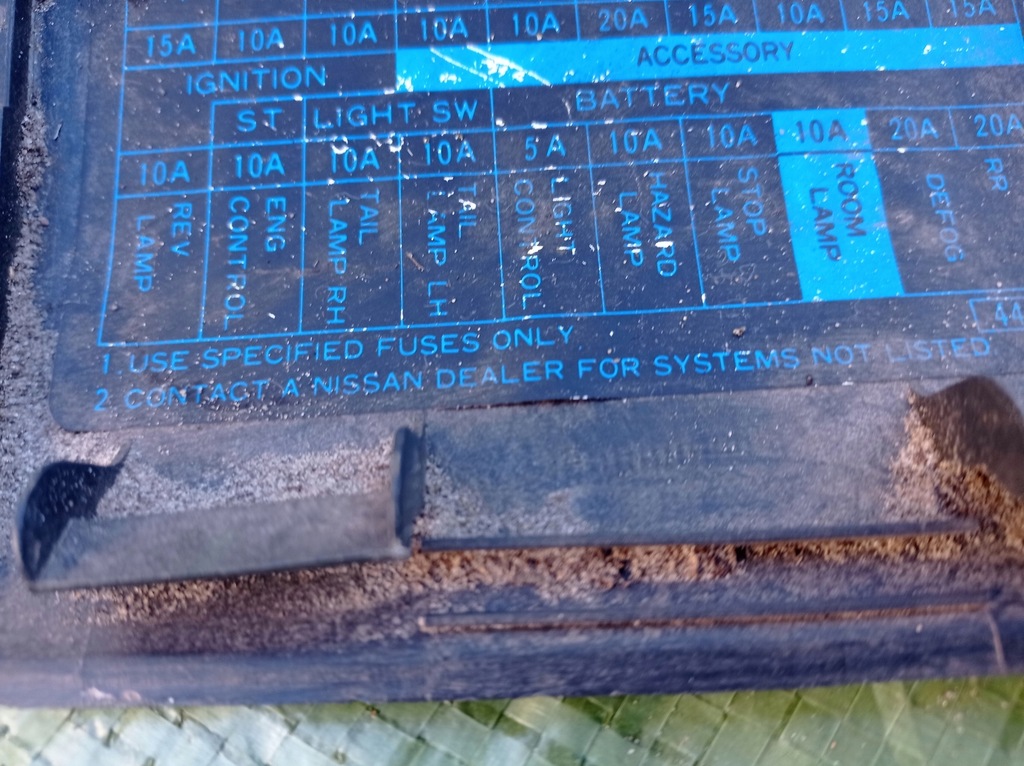 15A 10A 10A 10A 10A 20A 15A 10A 15A 15A
IGNITION ACCESSORY
ST LIGHT SW BATTERY
10A 10A 10A 10A 5A 10A 10A 10A 20A 20A
REV LAMP
ENG CONTROL
TAIL LAMP RH
TAIL LAMP LH
LIGHT CONTROL
HAZARD LAMP
STOP LAMP
ROOM LAMP
DEFOG
RR
44
1. USE SPECIFIED FUSES ONLY
2. CONTACT A NISSAN DEALER FOR SYSTEMS NOT LISTED